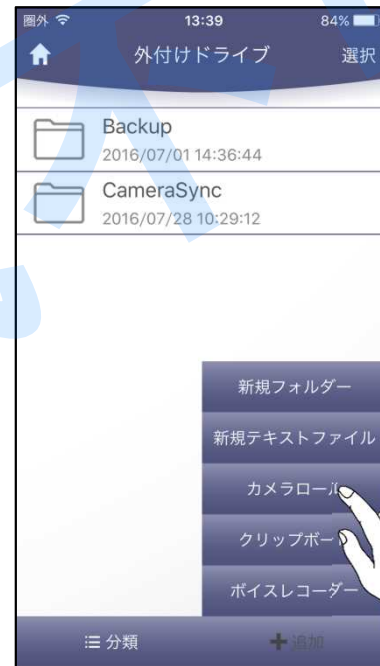 圏外 13:39 84%
外付けドライブ 選択
Backup
2016/07/01 14:36:44
CameraSync
2016/07/28 10:29:12
新規フォルダー
新規テキストファイル
カメラロール
クリップボード
ボイスレコーダー
分類 追加